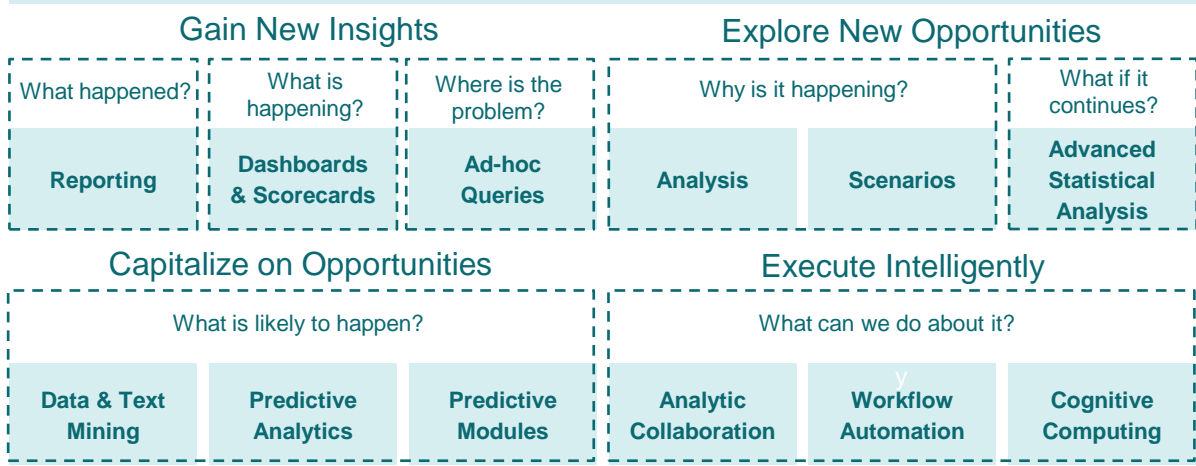 Gain New Insights
What happened?
What is
happening?
Where is the
problem?
Reporting
Dashboards
& Scorecards
Ad-hoc
Queries
Explore New Opportunities
Why is it happening?
What if it
continues?
Analysis
Scenarios
Advanced
Statistical
Analysis
Capitalize on Opportunities
What is likely to happen?
Data & Text
Mining
Predictive
Analytics
Predictive
Modules
Execute Intelligently
What can we do about it?
Analytic
Collaboration
y
Workflow
Automation
Cognitive
Computing